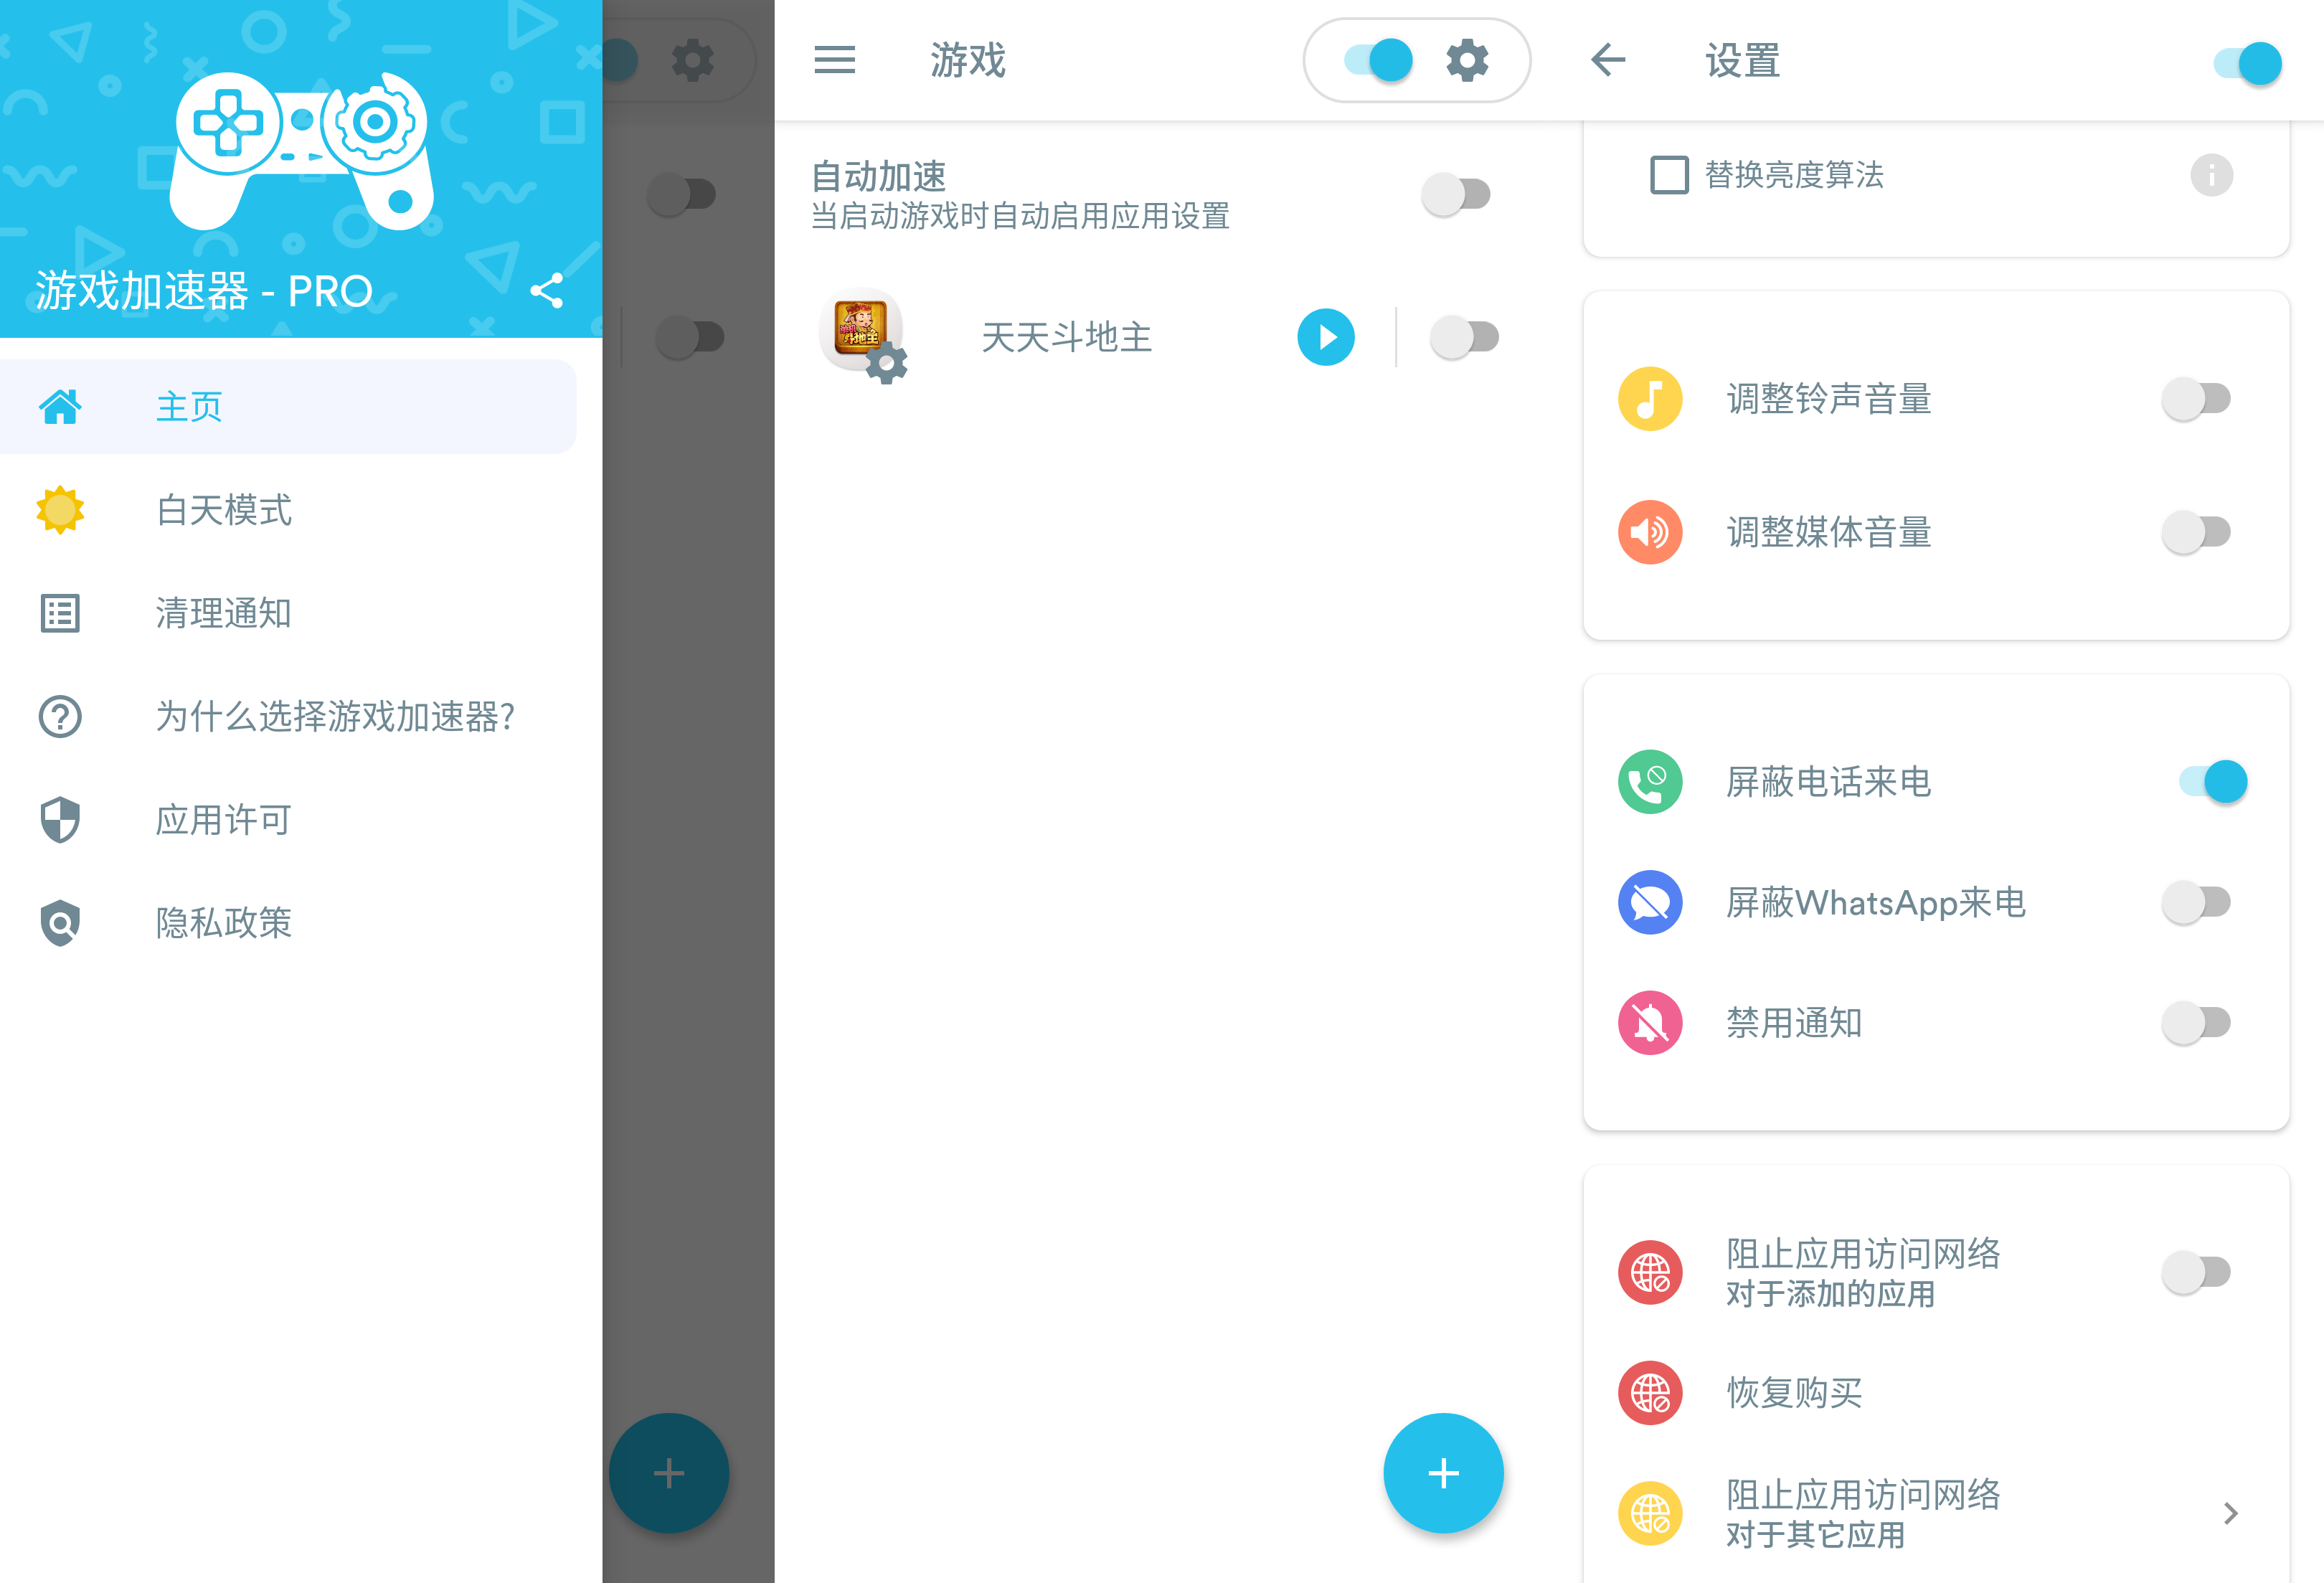 游戏加速器 - PRO
主页
白天模式
清理通知
为什么选择游戏加速器?
应用许可
隐私政策
游戏
自动加速
当启动游戏时自动启用应用设置
斗地主
天天斗地主
设置
替换亮度算法
调整铃声音量
调整媒体音量
屏蔽电话来电
屏蔽WhatsApp来电
禁用通知
阻止应用访问网络
对于添加的应用
恢复购买
阻止应用访问网络
对于其它应用